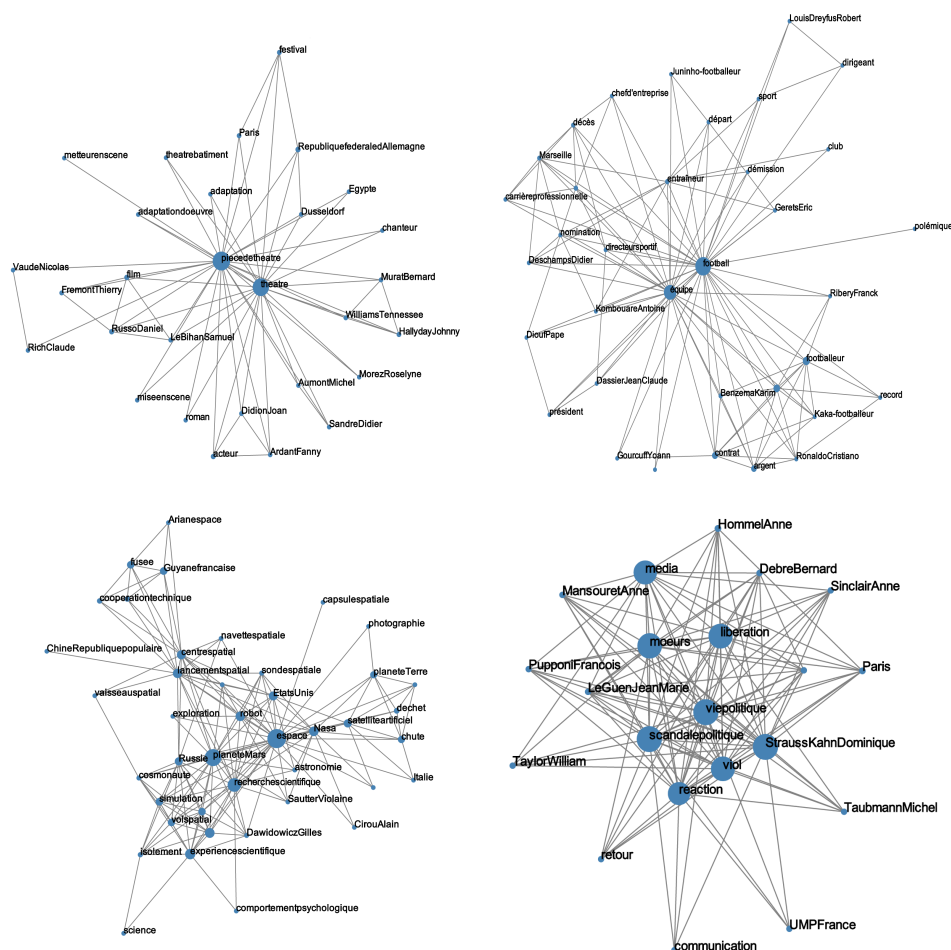 festival
Paris
RepubliquefederaledAllemagne
metteurenscene
theatrebatiment
adaptation
Egypte
adaptationdoeuvre
Dusseldorf
chanteur
piecedetheatre
VaudeNicolas
film
MuratBernard
theatre
FremontThierry
WilliamsTennessee
RussoDaniel
HallydayJohnny
LeBihanSamuel
RichClaude
MorezRoselyne
AumontMichel
miseenscene
DidionJoan
roman
SandreDidier
acteur
ArdantFanny
LouisDreyfusRobert
dirigeant
Juninho-footballeur
chefd'entreprise
sport
décès
départ
club
Marseille
démission
entraîneur
carrièreprofessionnelle
GeretsEric
polémique
nomination
directeursportif
DeschampsDidier
football
equipe
RiberyFranck
KombouareAntoine
DioufPape
footballeur
DassierJeanClaude
BenzemaKarim
record
président
Kaka-footballeur
contrat
GourcuffYoann
RonaldoCristiano
argent
Arianespace
fusee
Guyanefrancaise
cooperationtechnique
capsulespatiale
photographie
navettespatiale
ChineRepubliquepopulaire
centrespatial
lancementspatial
sondespatiale
planeteTerre
vaisseauspatial
EtatsUnis
dechet
exploration
robot
satelliteartificiel
Nasa
espace
chute
planeteMars
Russie
astronomie
cosmonaute
recherchescientifique
Italie
simulation
SautterViolaine
volspatial
CirouAlain
DawidowiczGilles
isolement
experiencescientifique
comportementpsychologique
science
HommelAnne
media
DebreBernard
MansouretAnne
SinclairAnne
liberation
moeurs
PupponiFrancois
Paris
LeGuenJeanMarie
viepolitique
scandalepolitique
StraussKahnDominique
TaylorWilliam
viol
reaction
TaubmannMichel
retour
UMPFrance
communication